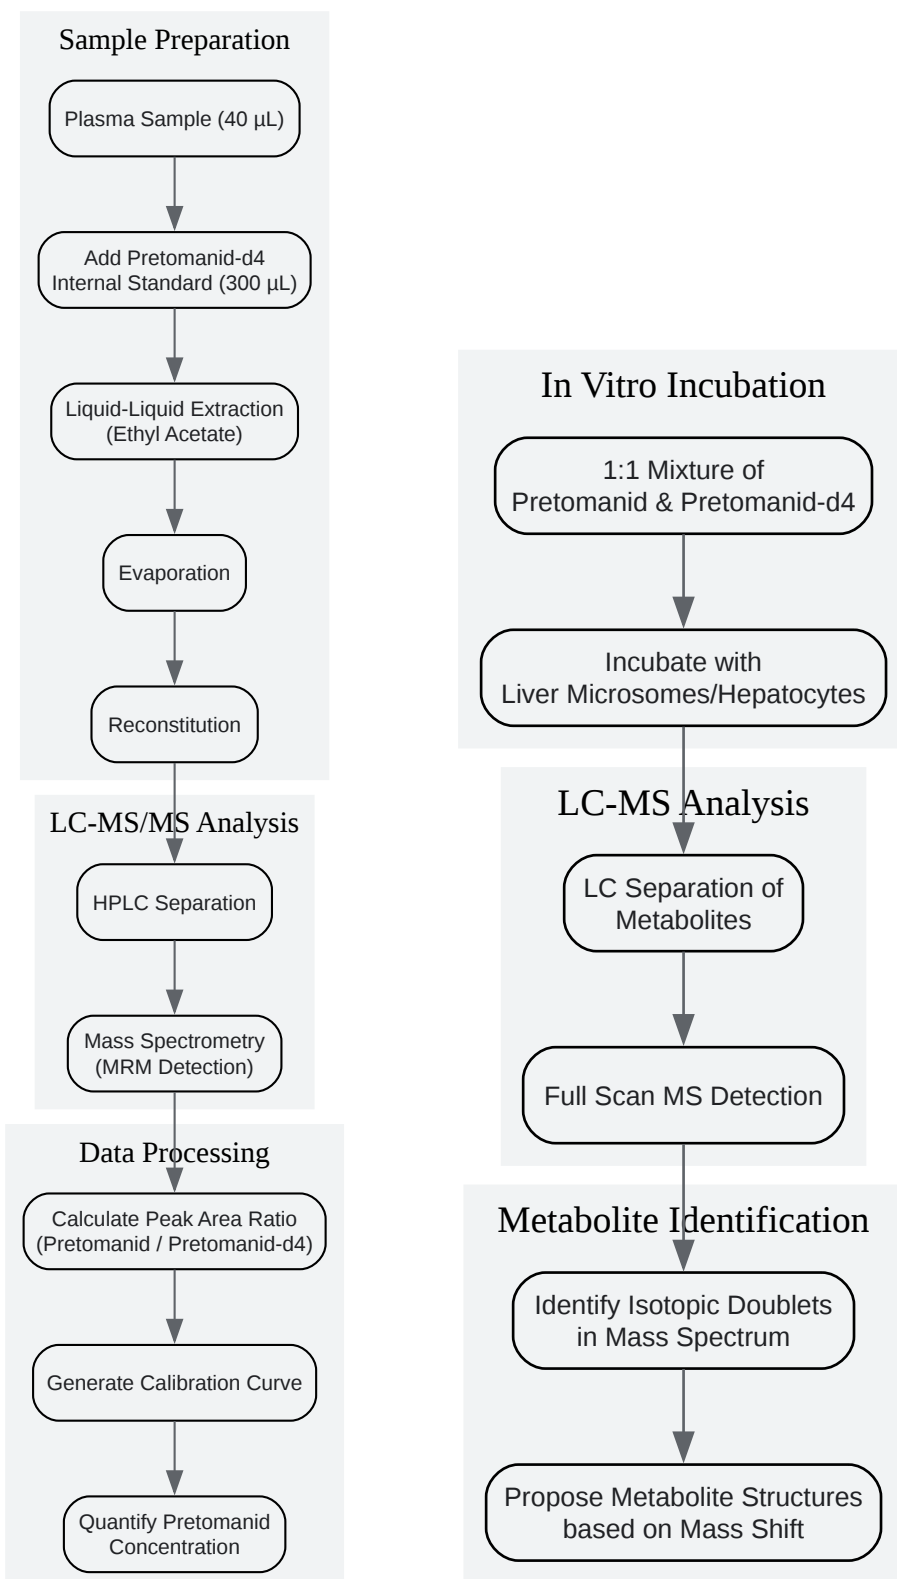 Sample Preparation
Plasma Sample (40 µL)
Add Pretomanid-d4
Internal Standard (300 µL)
Liquid-Liquid Extraction
(Ethyl Acetate)
Evaporation
Reconstitution
LC-MS/MS Analysis
HPLC Separation
Mass Spectrometry
(MRM Detection)
Data Processing
Calculate Peak Area Ratio
(Pretomanid / Pretomanid-d4)
Generate Calibration Curve
Quantify Pretomanid
Concentration
In Vitro Incubation
1:1 Mixture of
Pretomanid & Pretomanid-d4
Incubate with
Liver Microsomes/Hepatocytes
LC-MS Analysis
LC Separation of
Metabolites
Full Scan MS Detection
Metabolite Identification
Identify Isotopic Doublets
in Mass Spectrum
Propose Metabolite Structures
based on Mass Shift